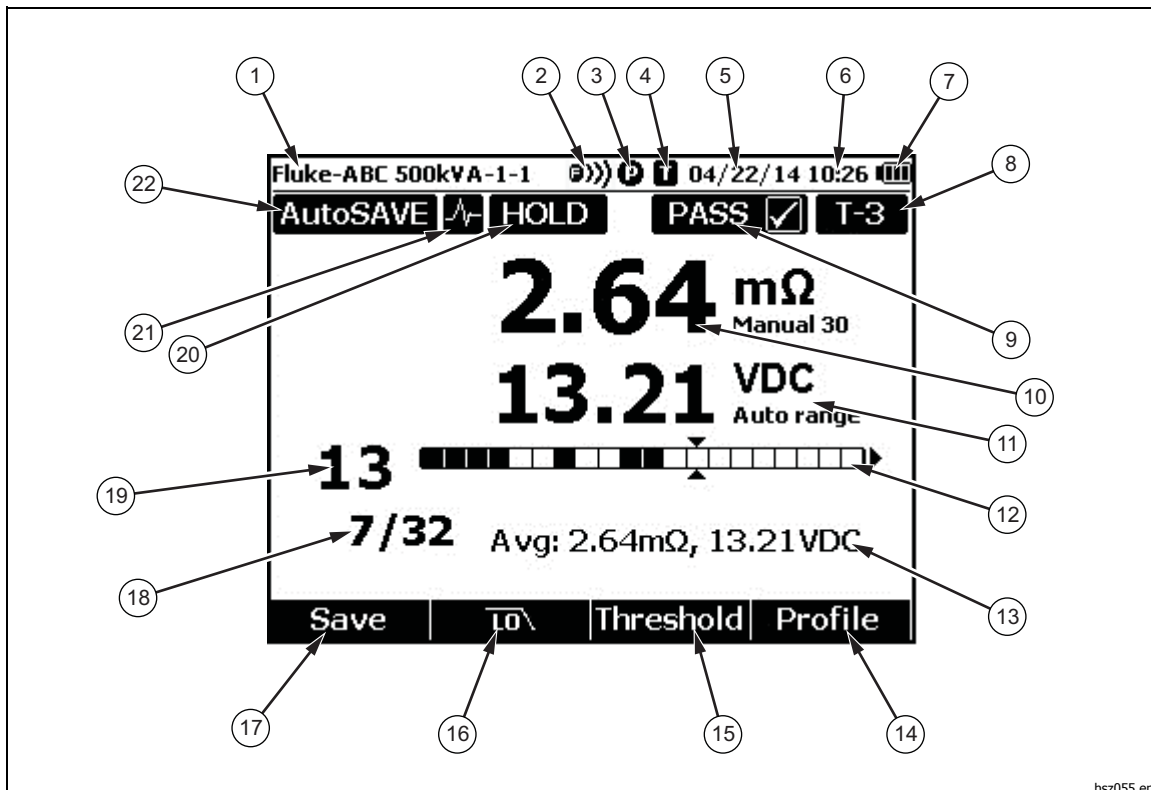 1 2 3 4 5 6 7
Fluke-ABC 500kVA-1-1 P T 04/22/14 10:26
8
22
AutoSAVE HOLD PASS T-3
2.64 mΩ
Manual 30
21
20
9
13.21 VDC
Auto range
10
11
13
19
12
7/32 Avg: 2.64mΩ, 13.21VDC
18
13
Save LO Threshold Profile
17 16 15 14
hsz055.eps